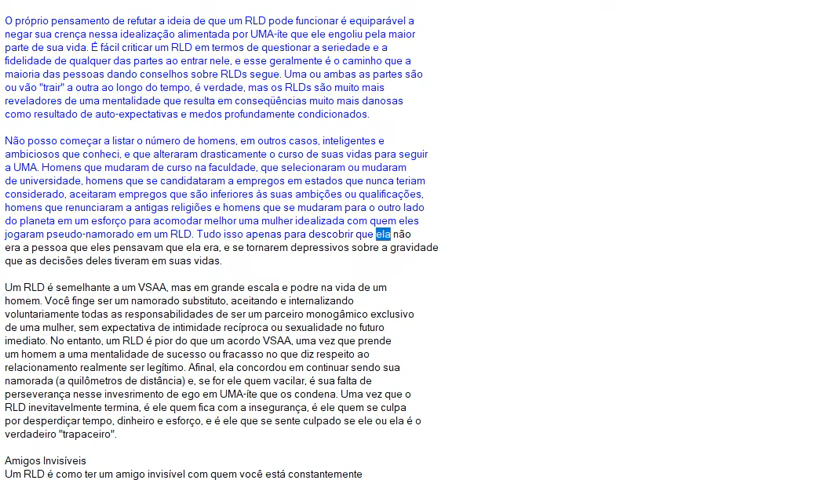 O próprio pensamento de refutar a ideia de que um RLD pode funcionar é equiparável a
negar sua crença nessa idealização alimentada por UMA-íte que ele engoliu pela maior
parte de sua vida. É fácil criticar um RLD em termos de questionar a seriedade e a
fidelidade de qualquer das partes ao entrar nele, e esse geralmente é o caminho que a
maioria das pessoas dando conselhos sobre RLDs segue. Uma ou ambas as partes são
ou vão "trair" a outra ao longo do tempo, é verdade, mas os RLDs são muito mais
reveladores de uma mentalidade que resulta em conseqüências muito mais danosas
como resultado de auto-expectativas e medos profundamente condicionados.
Não posso começar a listar o número de homens, em outros casos, inteligentes e
ambiciosos que conheci, e que alteraram drasticamente o curso de suas vidas para seguir
a UMA. Homens que mudaram de curso na faculdade, que selecionaram ou mudaram
de universidade, homens que se candidataram a empregos em estados que nunca teriam
considerado, aceitaram empregos que são inferiores às suas ambições ou qualificações,
homens que renunciaram a antigas religiões e homens que se mudaram para o outro lado
do planeta em um esforço para acomodar melhor uma mulher idealizada com quem eles
jogaram pseudo-namorado em um RLD. Tudo isso apenas para descobrir que ela não
era a pessoa que eles pensavam que ela era, e se tornarem depressivos sobre a gravidade
que as decisões deles tiveram em suas vidas.
Um RLD é semelhante a um VSAA, mas em grande escala e podre na vida de um
homem. Você finge ser um namorado substituto, aceitando e internalizando
voluntariamente todas as responsabilidades de ser um parceiro monogâmico exclusivo
de uma mulher, sem expectativa de intimidade recíproca ou sexualidade no futuro
imediato. No entanto, um RLD é pior do que um acordo VSAA, uma vez que prende
um homem a uma mentalidade de sucesso ou fracasso no que diz respeito ao
relacionamento realmente ser legítimo. Afinal, ela concordou em continuar sendo sua
namorada (a quilômetros de distância) e, se for ele quem vacilar, é sua falta de
perseverança nesse invesrimento de ego em UMA-íte que os condena. Uma vez que o
RLD inevitavelmente termina, é ele quem fica com a insegurança, é ele quem se culpa
por desperdiçar tempo, dinheiro e esforço, e é ele que se sente culpado se ele ou ela é o
verdadeiro "trapaceiro".
Amigos Invisíveis
Um RLD é como ter um amigo invisível com quem você está constantemente